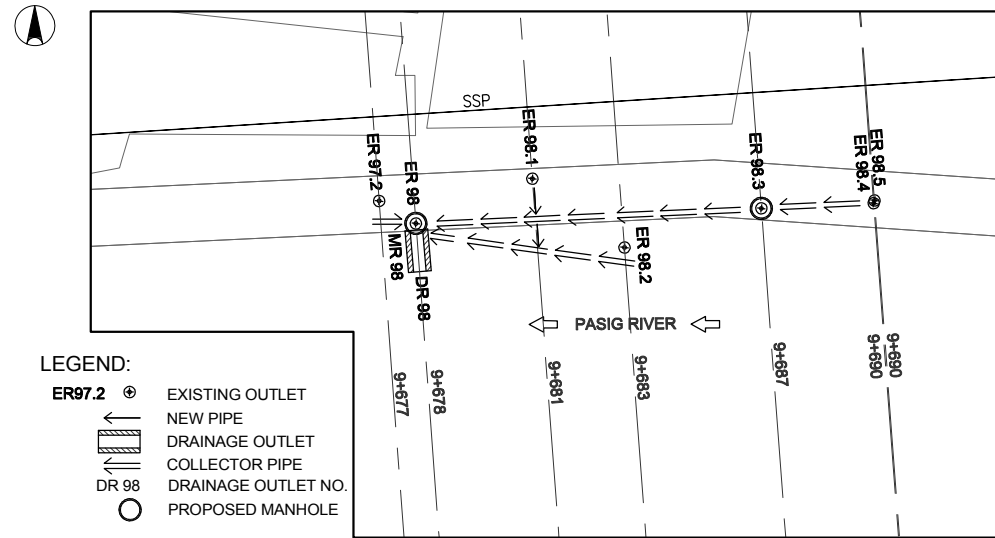 SSP
ER 97.2
ER 98
ER 98.1
ER 98.2
ER 98.3
ER 98.4
ER 98.5
MR 98
DR 98
PASIG RIVER
9+677
9+678
9+681
9+683
9+687
9+690
9+690
LEGEND:
ER97.2 EXISTING OUTLET
NEW PIPE
DRAINAGE OUTLET
COLLECTOR PIPE
DR 98 DRAINAGE OUTLET NO.
PROPOSED MANHOLE